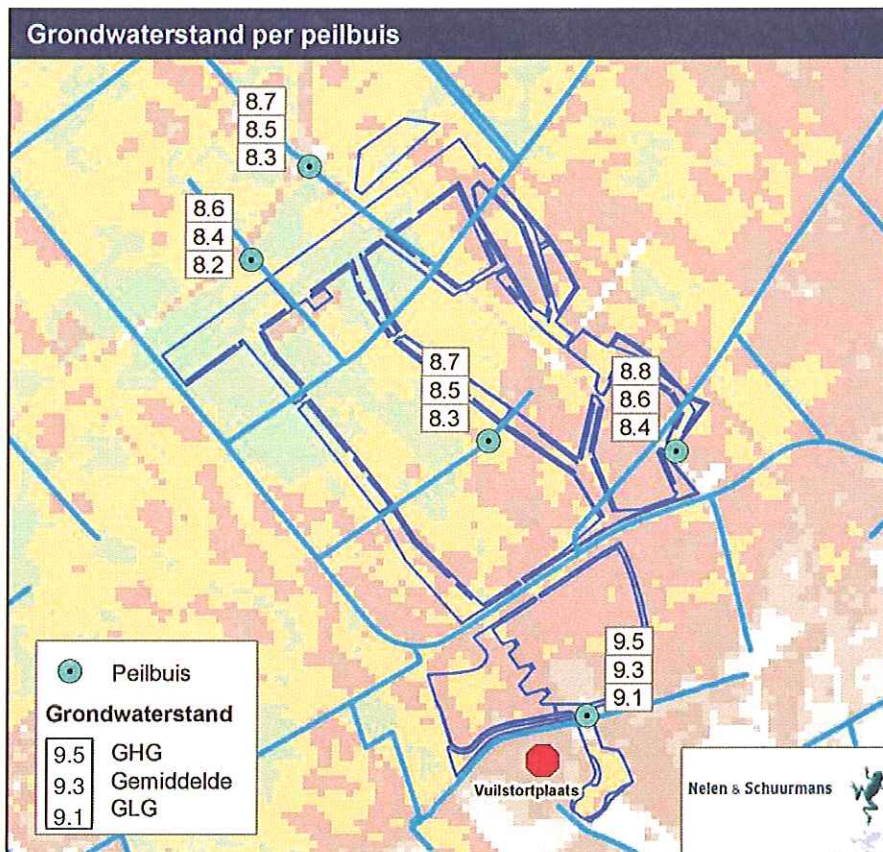 Grondwaterstand per peilbuis
8.7
8.5
8.3
8.6
8.4
8.2
8.7
8.5
8.3
8.8
8.6
8.4
9.5
9.3
9.1
Peilbuis
Grondwaterstand
9.5 GHG
9.3 Gemiddelde
9.1 GLG
Vuilstortplaats
Nelen & Schuurmans